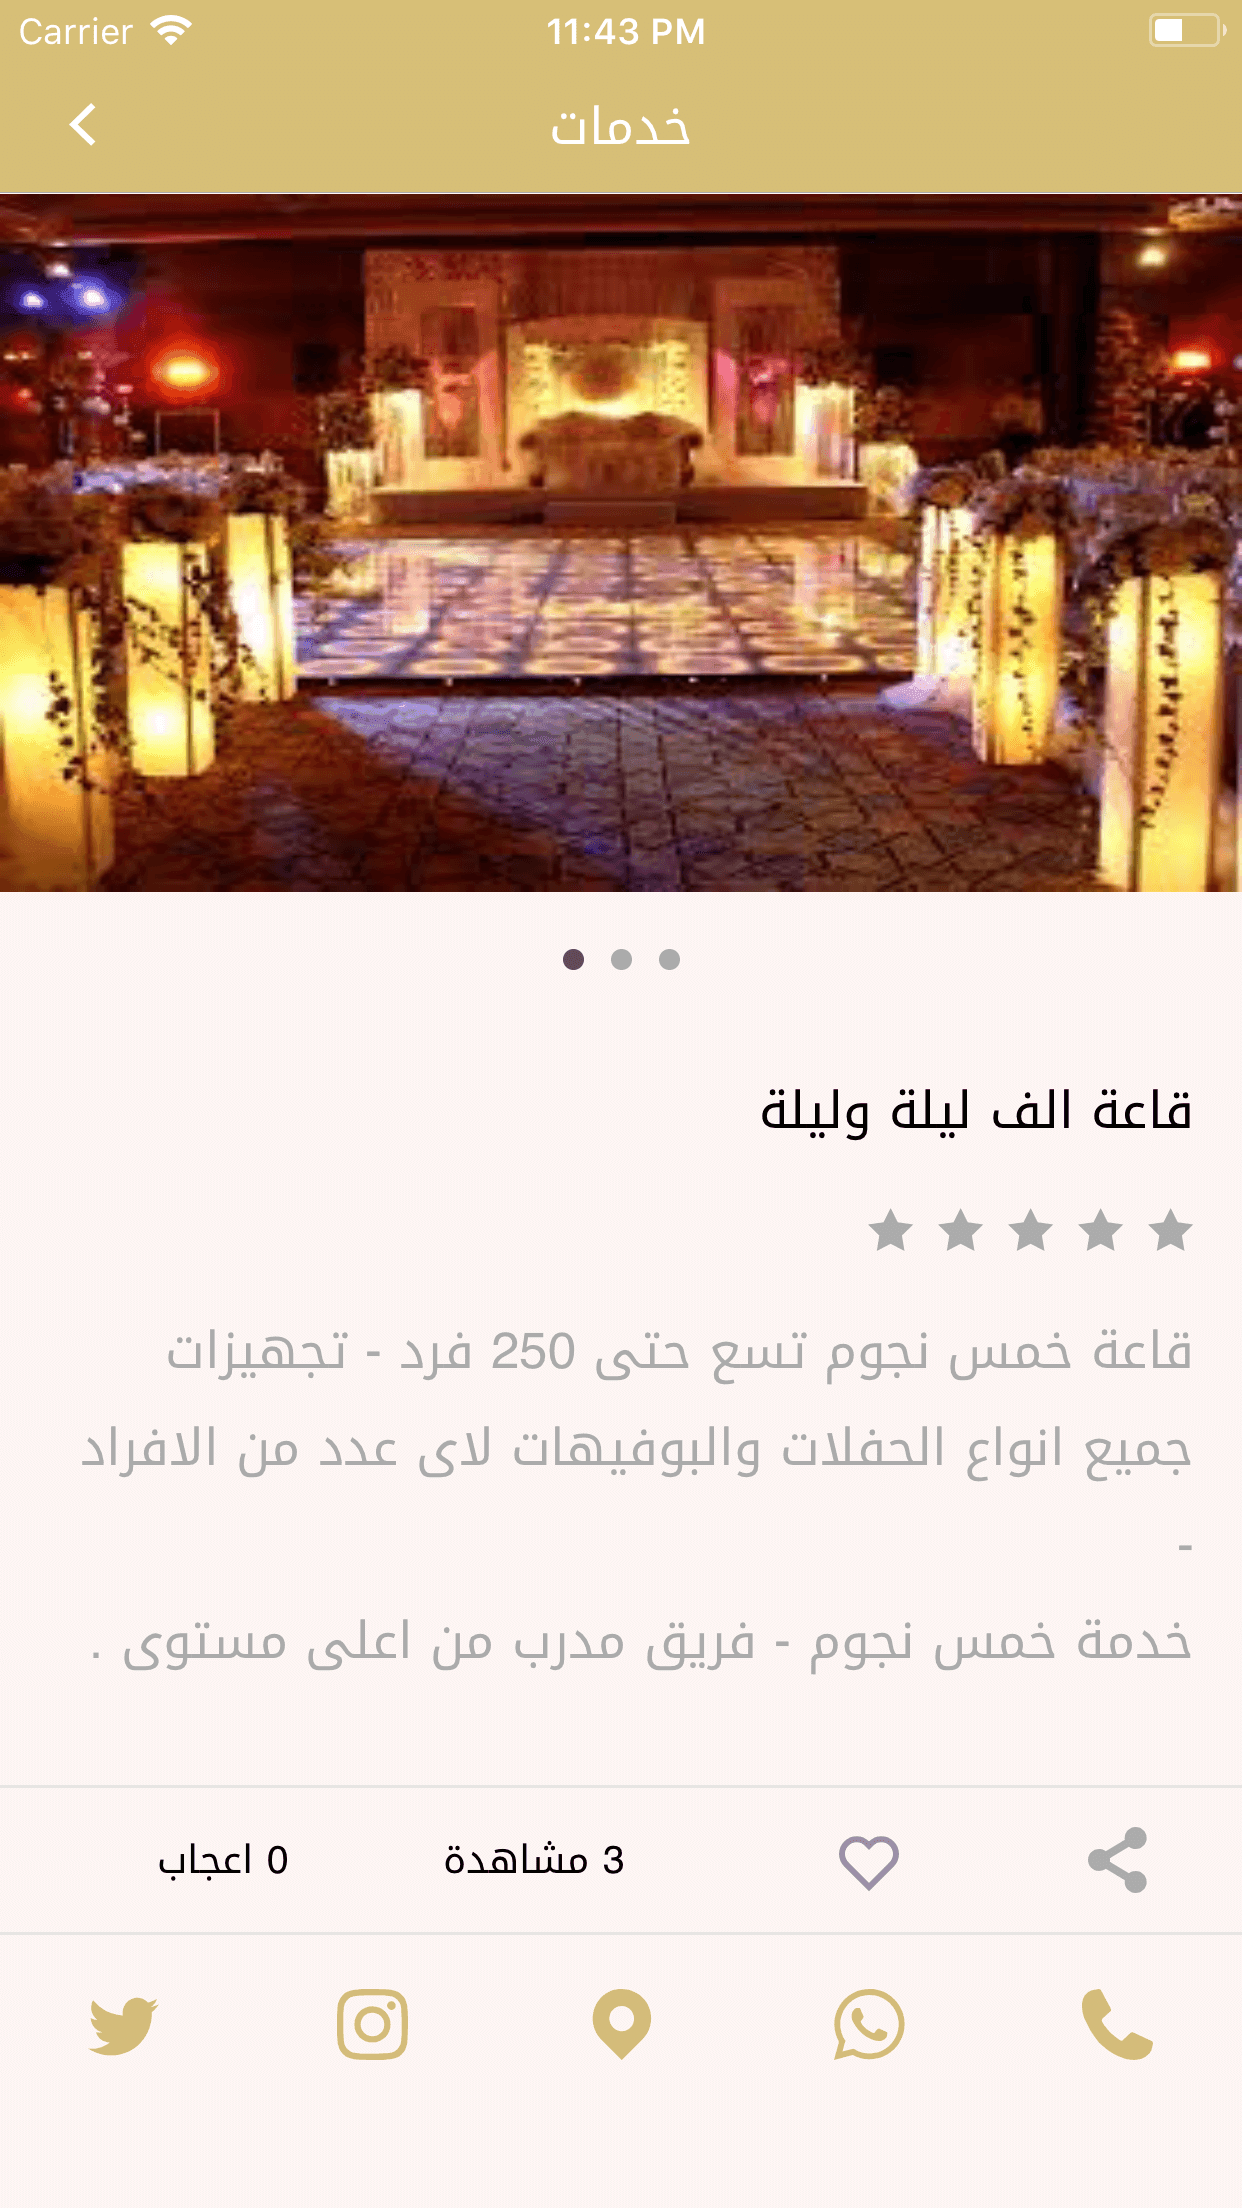 Carrier 11:43 PM
خدمات
قاعة الف ليلة وليلة
قاعة خمس نجوم تسع حتى 250 فرد - تجهيزات
جميع انواع الحفلات والبوفيهات لاى عدد من الافراد
-
خدمة خمس نجوم - فريق مدرب من اعلى مستوى .
3 مشاهدة
0 اعجاب